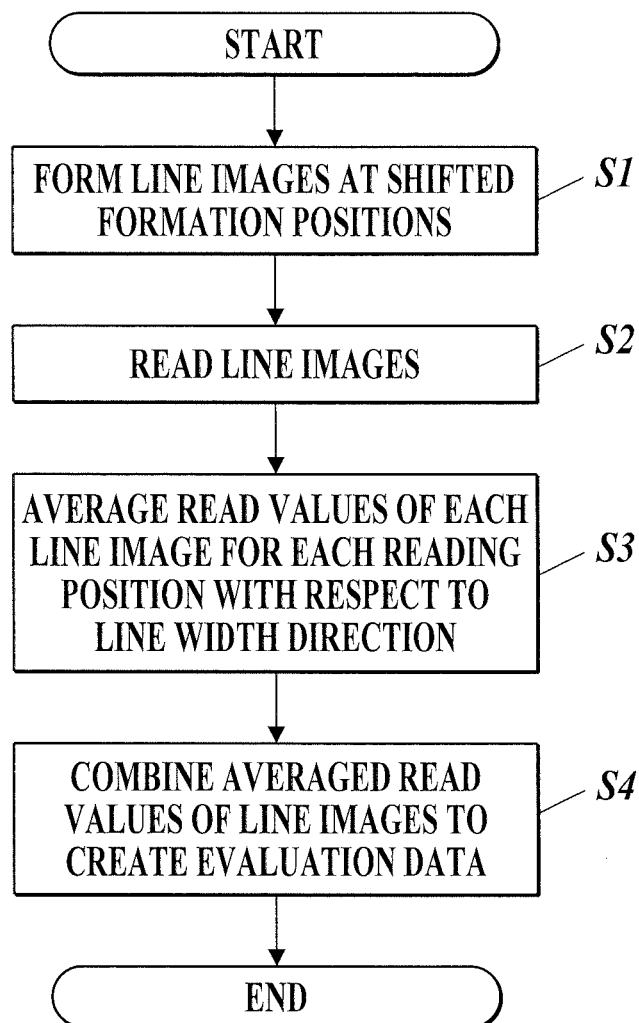 START
FORM LINE IMAGES AT SHIFTED
FORMATION POSITIONS
S1
READ LINE IMAGES
S2
AVERAGE READ VALUES OF EACH
LINE IMAGE FOR EACH READING
POSITION WITH RESPECT TO
LINE WIDTH DIRECTION
S3
COMBINE AVERAGED READ
VALUES OF LINE IMAGES TO
CREATE EVALUATION DATA
S4
END